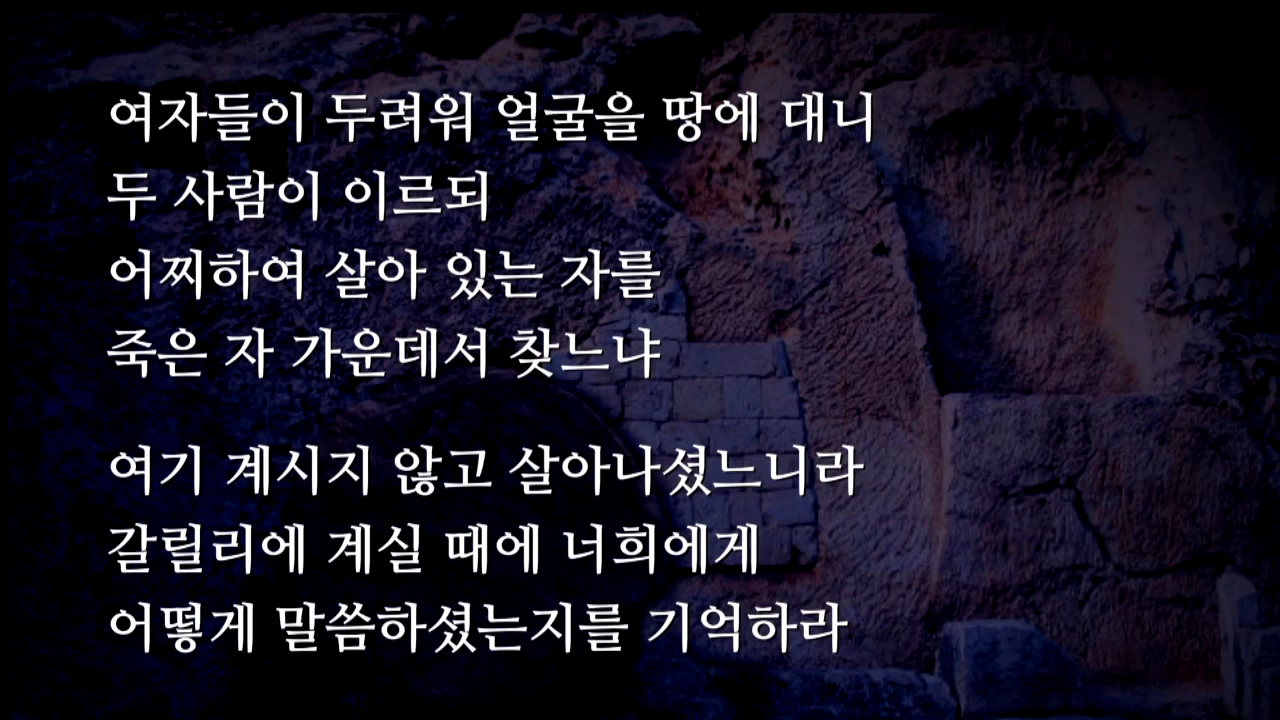 여자들이 두려워 얼굴을 땅에 대니
두 사람이 이르되
어찌하여 살아 있는 자를
죽은 자 가운데서 찾느냐
여기 계시지 않고 살아나셨느니라
갈릴리에 계실 때에 너희에게
어떻게 말씀하셨는지를 기억하라